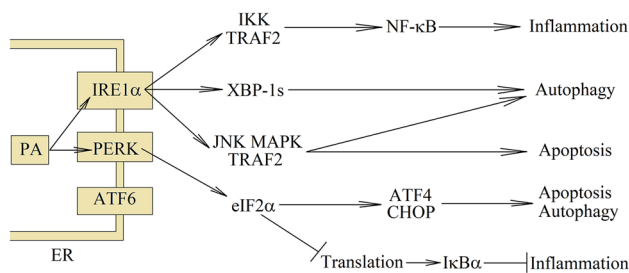 IKK
TRAF2
NF-κB
Inflammation
IRE1α
XBP-1s
Autophagy
JNK MAPK
TRAF2
Apoptosis
PA
PERK
ATF6
eIF2α
ATF4
CHOP
Apoptosis
Autophagy
ER
Translation
IκBα
Inflammation